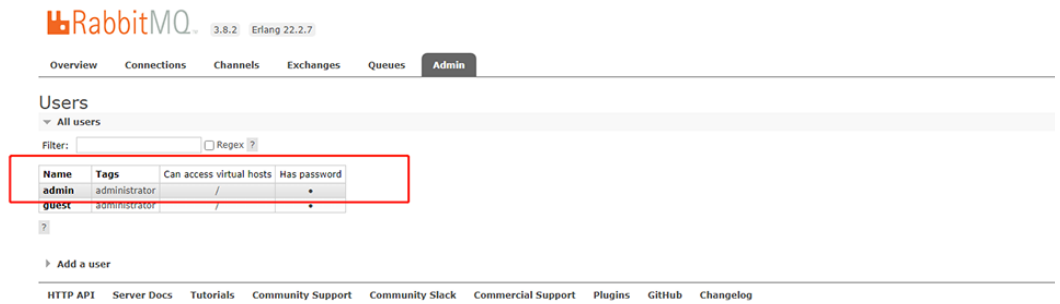 RabbitMQ™ 3.8.2 Erlang 22.2.7
Overview Connections Channels Exchanges Queues Admin
Users
All users
Filter: Regex ?
Name Tags Can access virtual hosts Has password
admin administrator / •
guest administrator / •
?
Add a user
HTTP API Server Docs Tutorials Community Support Community Slack Commercial Support Plugins GitHub Changelog